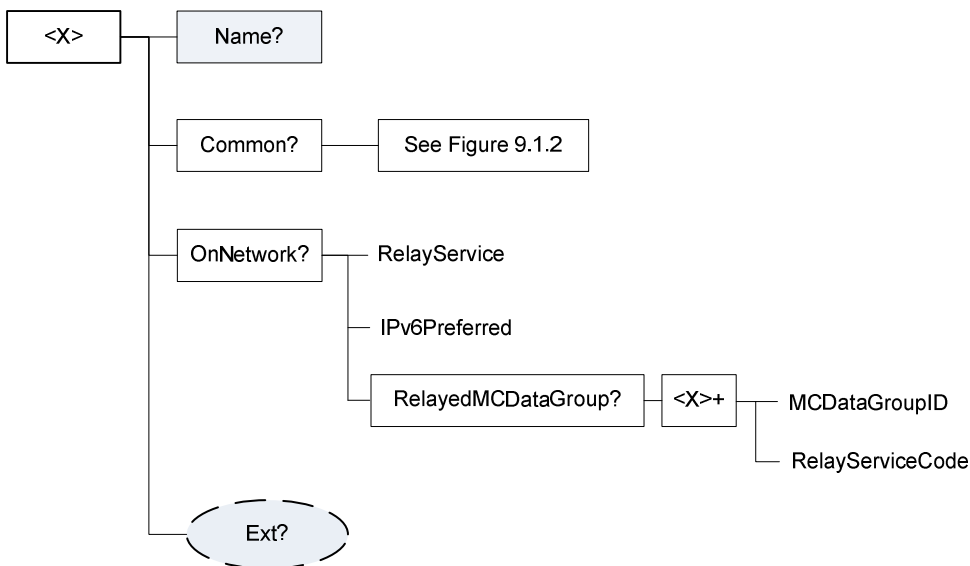 <X>
Name?
Common?
See Figure 9.1.2
OnNetwork?
RelayService
IPv6Preferred
RelayedMCDataGroup?
<X>+
MCDataGroupID
RelayServiceCode
Ext?